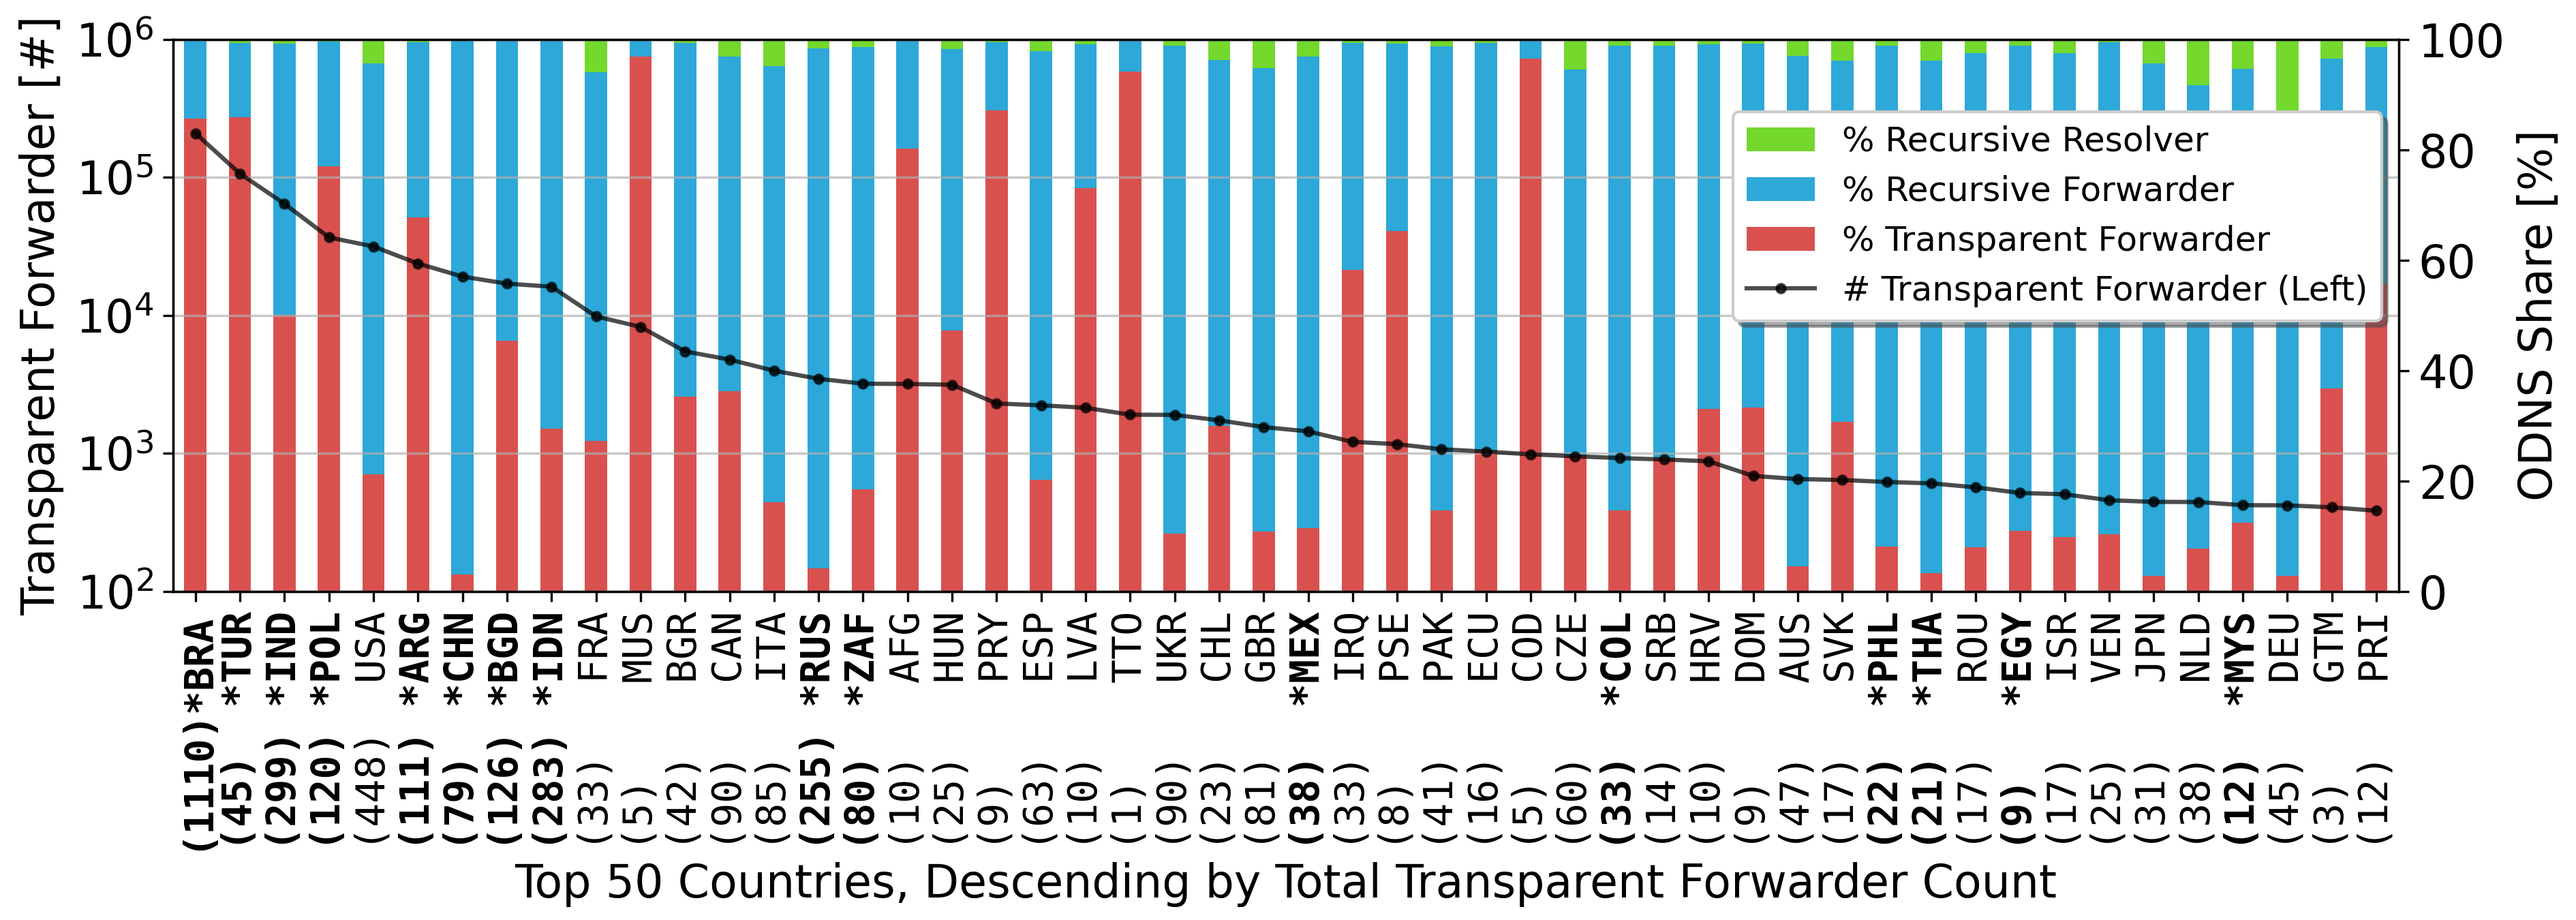 Transparent Forwarder [#]
10^6
10^5
10^4
10^3
10^2
100
80
60
40
20
0
ODNS Share [%]
% Recursive Resolver
% Recursive Forwarder
% Transparent Forwarder
# Transparent Forwarder (Left)
(1110)*BRA
(45) *TUR
(299) *IND
(120) *POL
(448) USA
(111) *ARG
(79) *CHN
(126) *BGD
(283) *IDN
(33) FRA
(5) MUS
(42) BGR
(90) CAN
(85) ITA
(255) *RUS
(80) *ZAF
(10) AFG
(25) HUN
(9) PRY
(63) ESP
(10) LVA
(1) TTO
(90) UKR
(23) CHL
(81) GBR
(38) *MEX
(33) IRQ
(8) PSE
(41) PAK
(16) ECU
(5) COD
(60) CZE
(33) *COL
(14) SRB
(10) HRV
(9) DOM
(47) AUS
(17) SVK
(22) *PHL
(21) *THA
(17) ROU
(9) *EGY
(17) ISR
(25) VEN
(31) JPN
(38) NLD
(12) *MYS
(45) DEU
(3) GTM
(12) PRI
Top 50 Countries, Descending by Total Transparent Forwarder Count